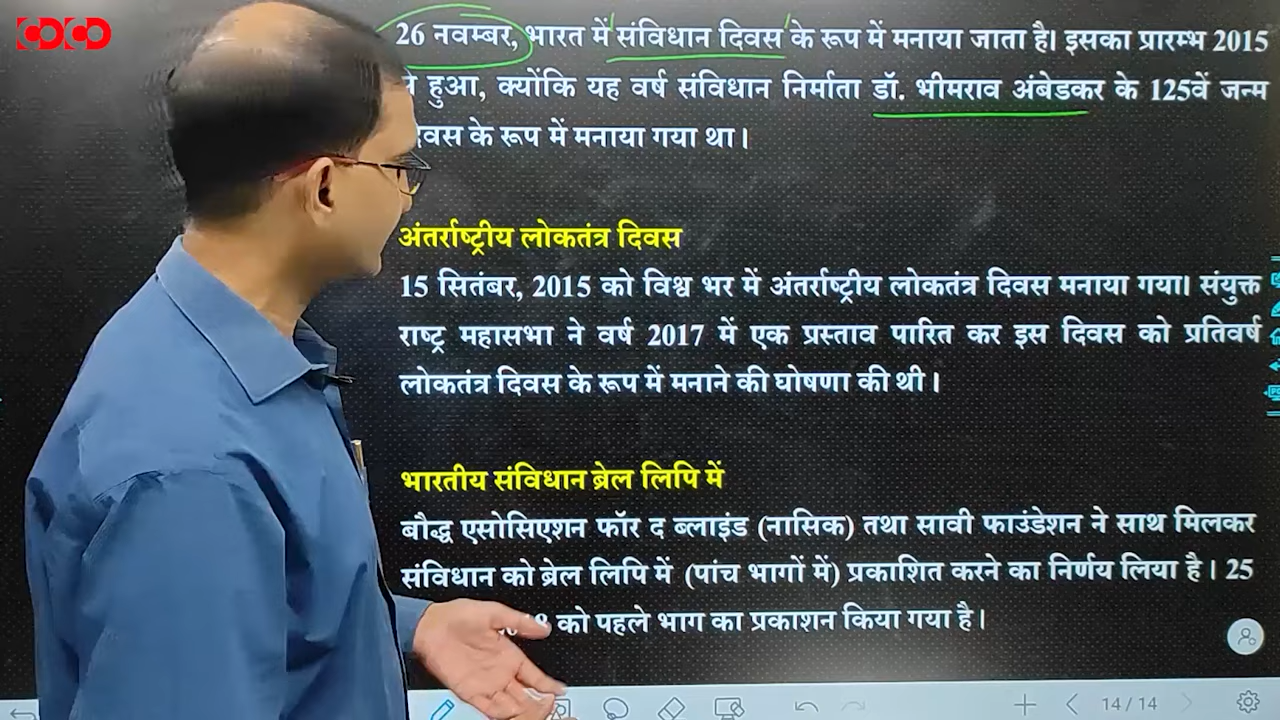 COCO
26 नवम्बर, भारत में संविधान दिवस के रूप में मनाया जाता है। इसका प्रारम्भ 2015
हुआ, क्योंकि यह वर्ष संविधान निर्माता डॉ. भीमराव अंबेडकर के 125वें जन्म
के रूप में मनाया गया था।
अंतर्राष्ट्रीय लोकतंत्र दिवस
15 सितंबर, 2015 को विश्व भर में अंतर्राष्ट्रीय लोकतंत्र दिवस मनाया गया। संयुक्त
राष्ट्र महासभा ने वर्ष 2017 में एक प्रस्ताव पारित कर इस दिवस को प्रतिवर्ष
लोकतंत्र दिवस के रूप में मनाने की घोषणा की थी।
भारतीय संविधान ब्रेल लिपि में
बौद्ध एसोसिएशन फॉर द ब्लाइंड (नासिक) तथा सावी फाउंडेशन ने साथ मिलकर
संविधान को ब्रेल लिपि में (पांच भागों में) प्रकाशित करने का निर्णय लिया है। 25
को पहले भाग का प्रकाशन किया गया है।
14 / 14